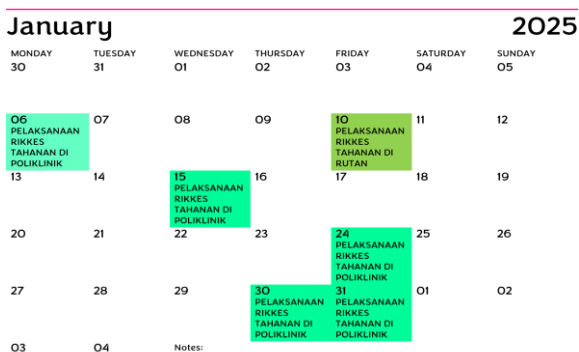 January 2025
MONDAY TUESDAY WEDNESDAY THURSDAY FRIDAY SATURDAY SUNDAY
30 31 01 02 03 04 05
06 07 08 09 10 11 12
PELAKSANAAN PELAKSANAAN
RIKKES RIKKES
TAHANAN DI TAHANAN DI
POLIKLINIK RUTAN
13 14 15 16 17 18 19
PELAKSANAAN
RIKKES
TAHANAN DI
POLIKLINIK
20 21 22 23 24 25 26
PELAKSANAAN
RIKKES
TAHANAN DI
POLIKLINIK
27 28 29 30 31 01 02
PELAKSANAAN PELAKSANAAN
RIKKES RIKKES
TAHANAN DI TAHANAN DI
POLIKLINIK POLIKLINIK
03 04 Notes: